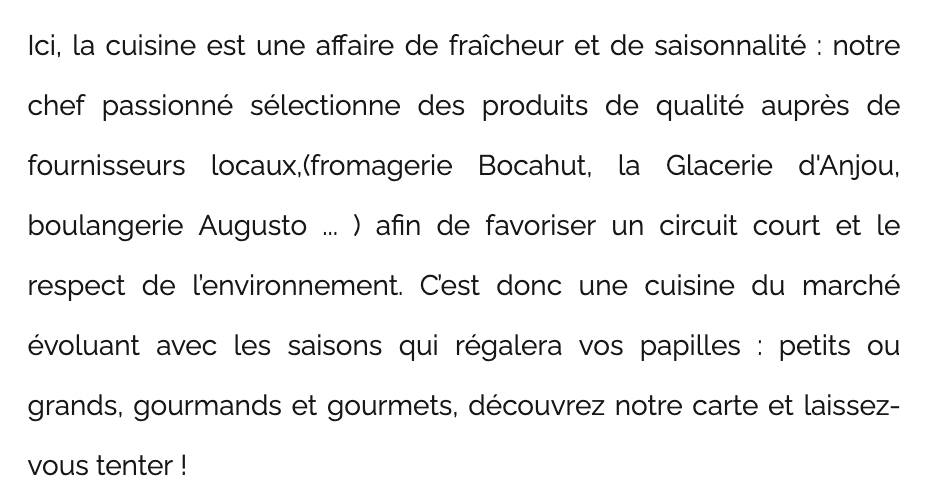 Ici, la cuisine est une affaire de fraîcheur et de saisonnalité : notre
chef passionné sélectionne des produits de qualité auprès de
fournisseurs locaux,(fromagerie Bocahut, la Glacerie d'Anjou,
boulangerie Augusto ... ) afin de favoriser un circuit court et le
respect de l’environnement. C’est donc une cuisine du marché
évoluant avec les saisons qui régalera vos papilles : petits ou
grands, gourmands et gourmets, découvrez notre carte et laissez-
vous tenter !